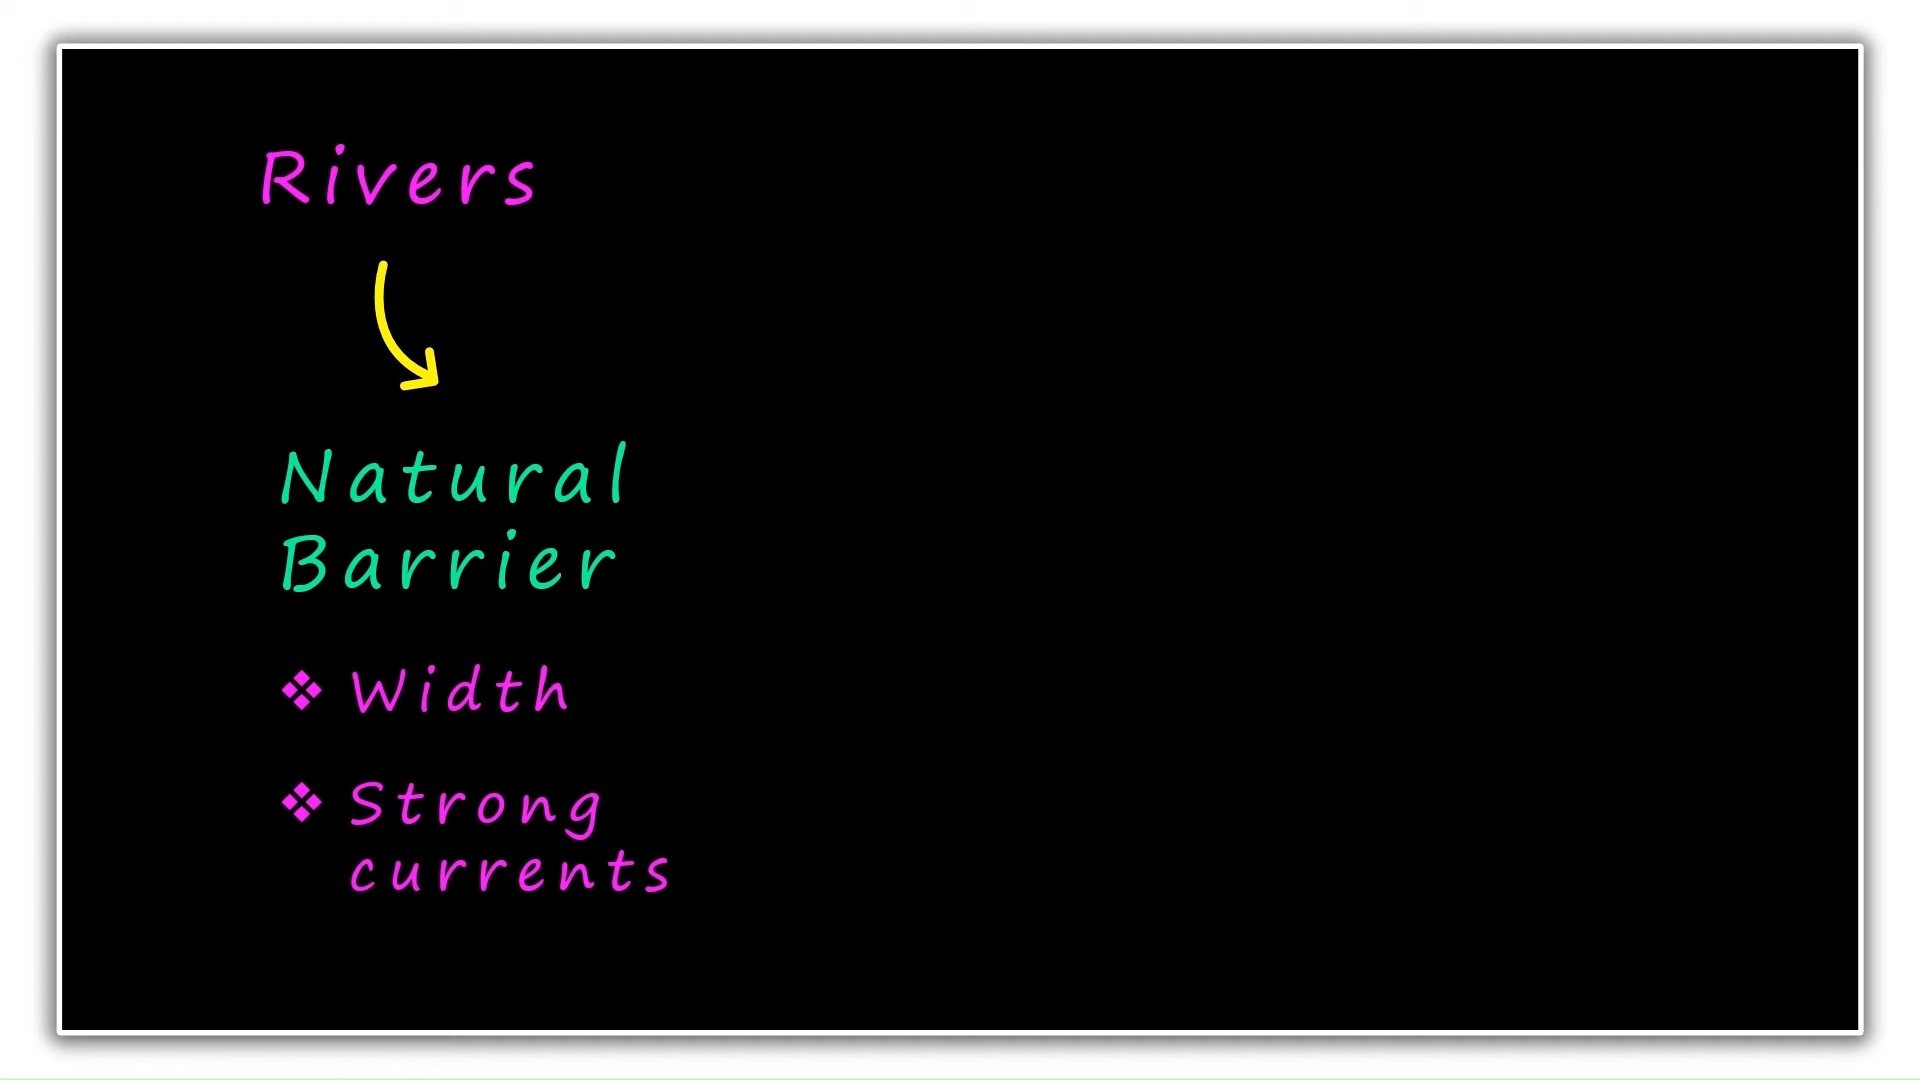 Rivers
Natural
Barrier
❖ Width
❖ Strong
currents